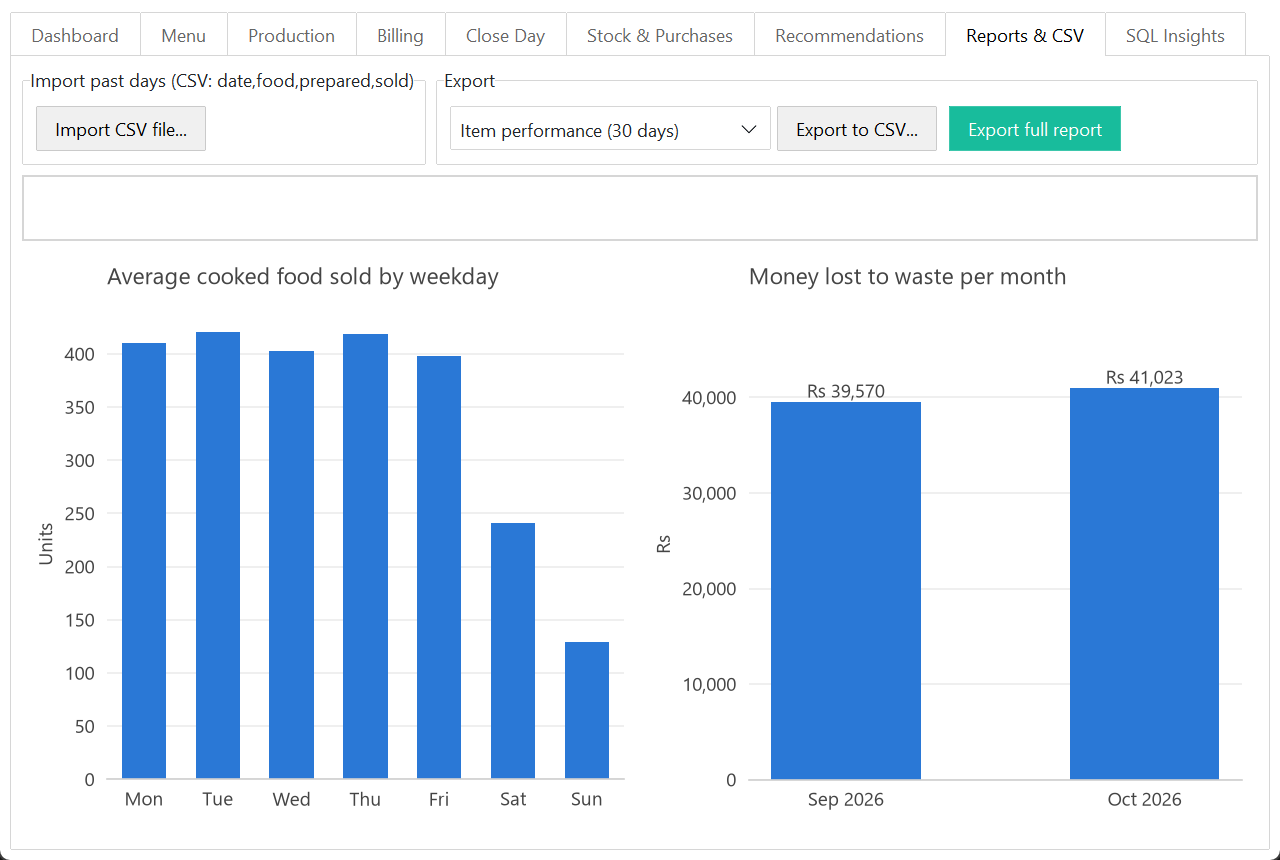 Dashboard Menu Production Billing Close Day Stock & Purchases Recommendations Reports & CSV SQL Insights
Import past days (CSV: date,food,prepared,sold)
Import CSV file...
Export
Item performance (30 days)
Export to CSV...
Export full report
Average cooked food sold by weekday
Units
400
350
300
250
200
150
100
50
0
Mon Tue Wed Thu Fri Sat Sun
Money lost to waste per month
Rs
40,000
30,000
20,000
10,000
0
Rs 39,570
Rs 41,023
Sep 2026 Oct 2026